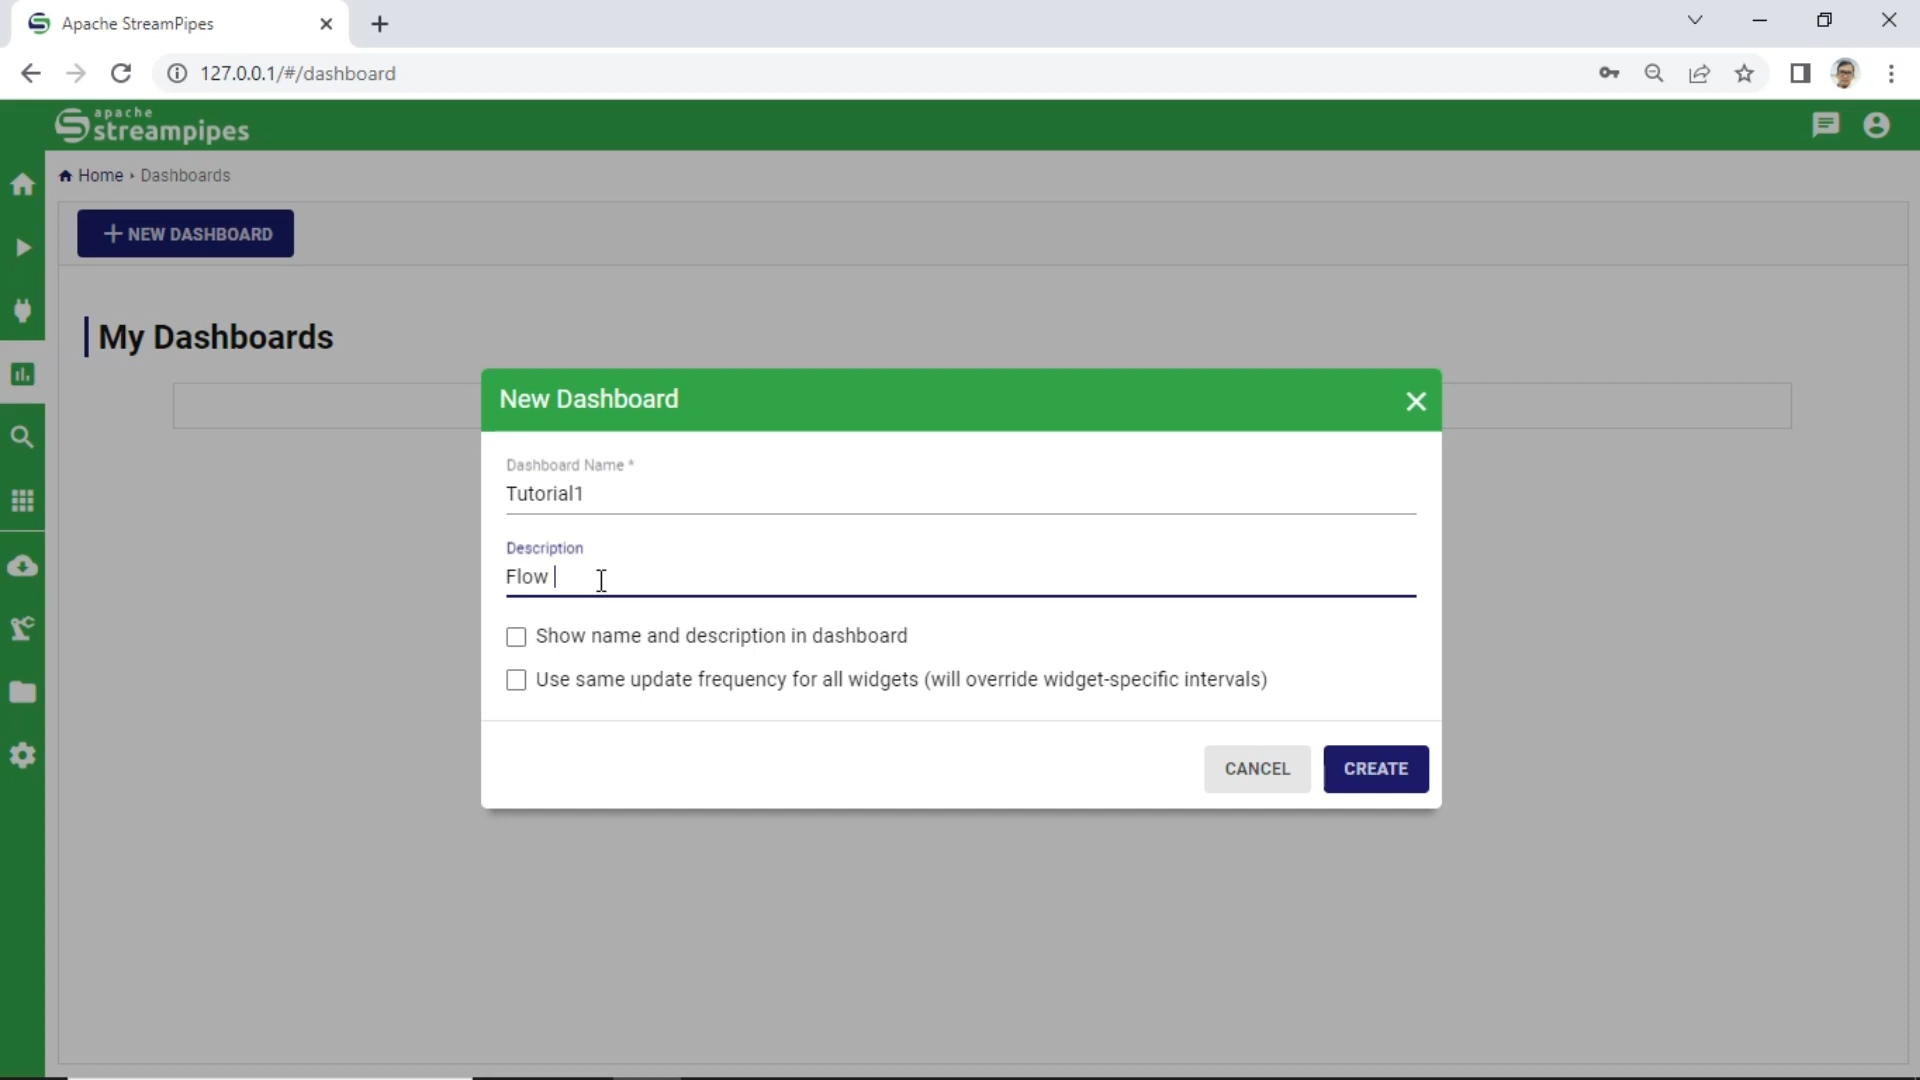 Apache StreamPipes
127.0.0.1/#/dashboard
apache
streampipes
Home › Dashboards
+ NEW DASHBOARD
My Dashboards
New Dashboard
Dashboard Name *
Tutorial1
Description
Flow
Show name and description in dashboard
Use same update frequency for all widgets (will override widget-specific intervals)
CANCEL
CREATE